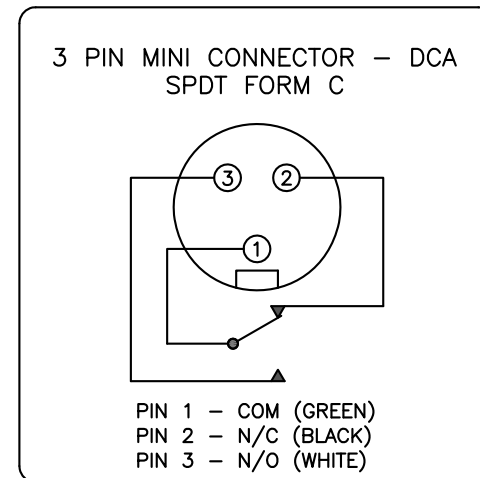 3 PIN MINI CONNECTOR – DCA
SPDT FORM C
3 2
1
PIN 1 – COM (GREEN)
PIN 2 – N/C (BLACK)
PIN 3 – N/O (WHITE)